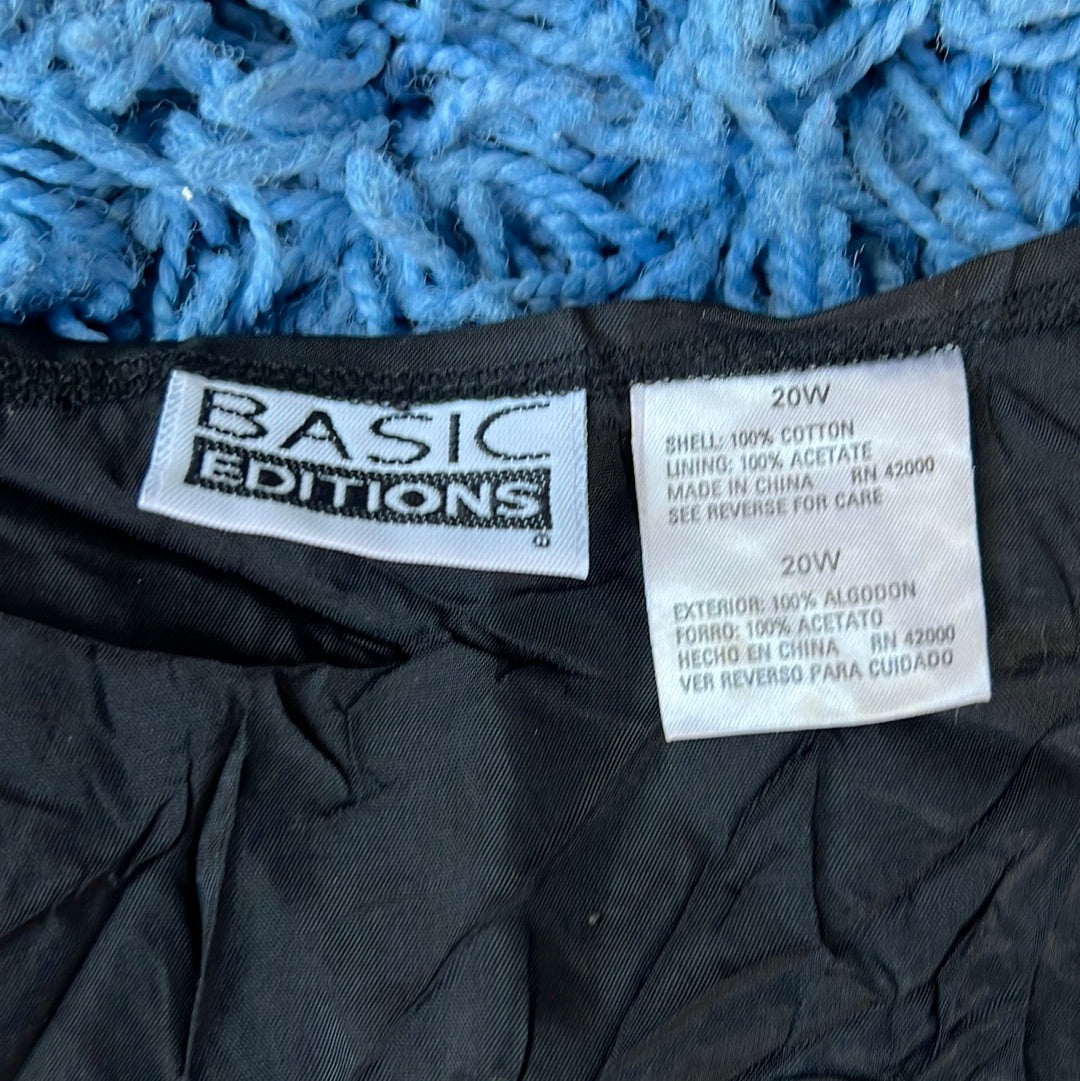 BASIC
EDITIONS
®
20W
SHELL: 100% COTTON
LINING: 100% ACETATE
MADE IN CHINA RN 42000
SEE REVERSE FOR CARE
20W
EXTERIOR: 100% ALGODON
FORRO: 100% ACETATO
HECHO EN CHINA RN 42000
VER REVERSO PARA CUIDADO